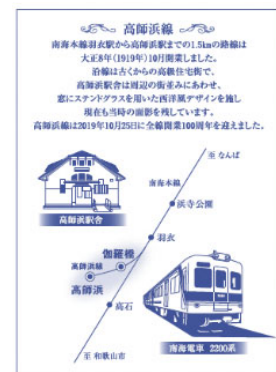 高師浜線
南海本線羽衣駅から高師浜駅までの1.5kmの路線は
大正8年(1919年)10月開業しました。
沿線は古くからの高級住宅街で、
高師浜駅舎は周辺の街並みにあわせ、
窓にステンドグラスを用いた西洋風デザインを施し
現在も当時の面影を残しています。
高師浜線は2019年10月25日に全線開業100周年を迎えました。
至 なんば
南海本線
浜寺公園
高師浜駅舎
羽衣
伽羅橋
高師浜線
高師浜
高石
南海電車 2200系
至 和歌山市